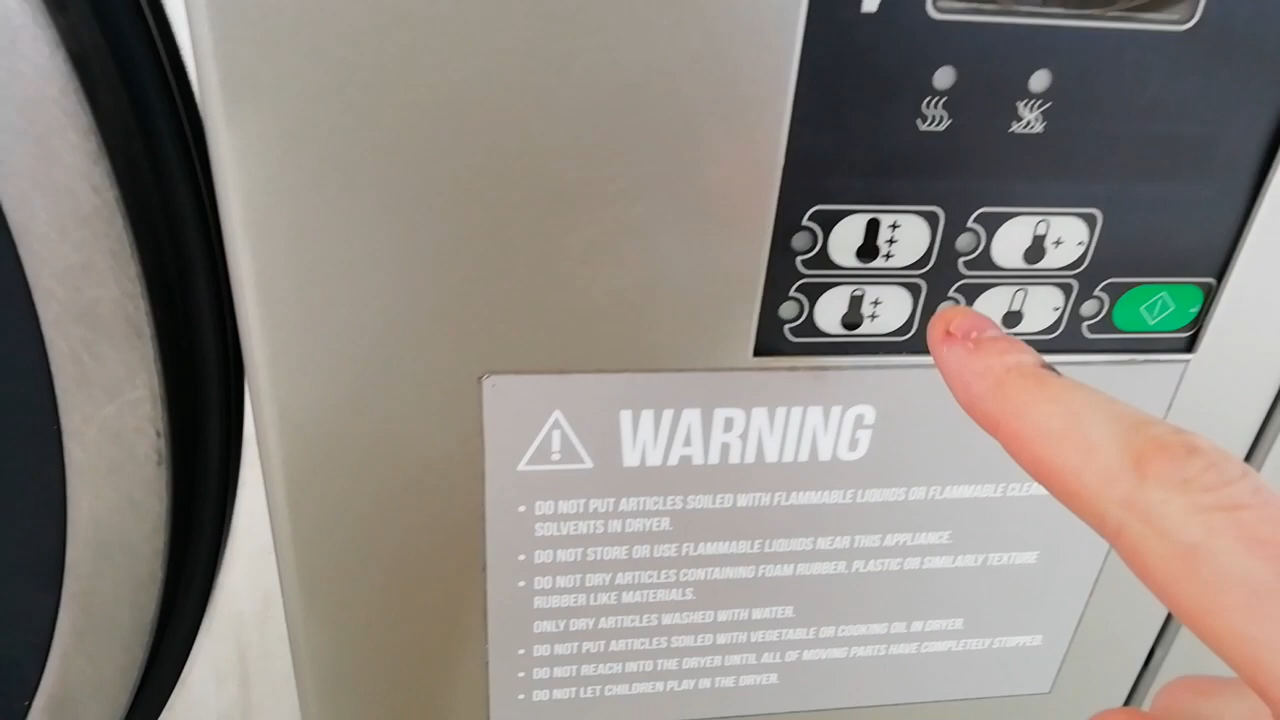 WARNING
• DO NOT PUT ARTICLES SOILED WITH FLAMMABLE LIQUIDS OR FLAMMABLE
SOLVENTS IN DRYER.
• DO NOT STORE OR USE FLAMMABLE LIQUIDS NEAR THIS APPLIANCE.
• DO NOT DRY ARTICLES CONTAINING FOAM RUBBER, PLASTIC OR SIMILARLY TEXTURE
RUBBER LIKE MATERIALS.
ONLY DRY ARTICLES WASHED WITH WATER.
• DO NOT PUT ARTICLES SOILED WITH VEGETABLE OR COOKING OIL IN DRYER.
• DO NOT REACH INTO THE DRYER UNTIL ALL OF MOVING PARTS HAVE COMPLETELY STOPPED.
• DO NOT LET CHILDREN PLAY IN THE DRYER.